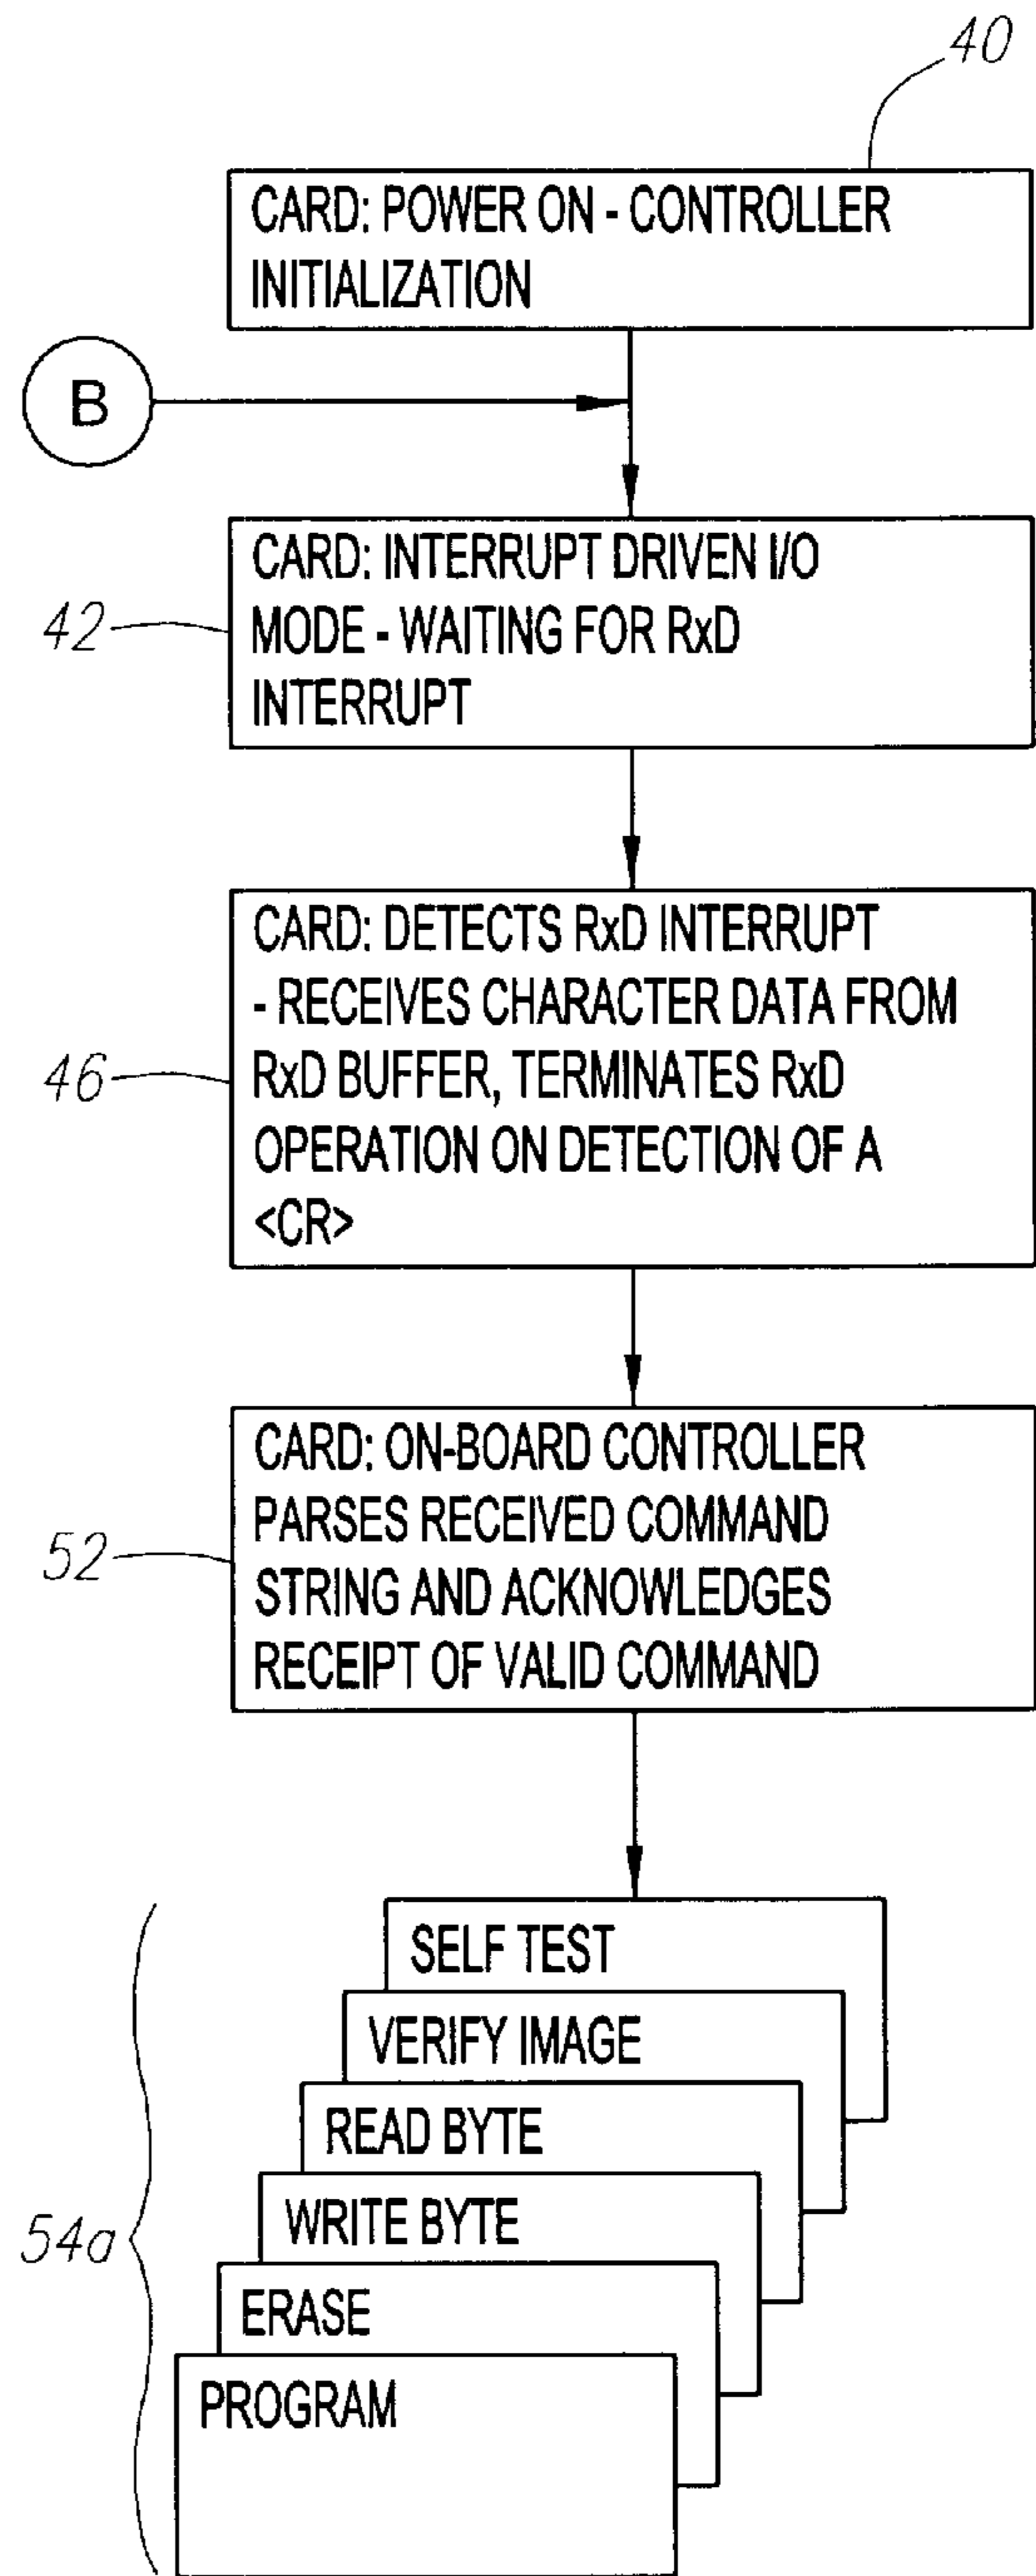 40
CARD: POWER ON - CONTROLLER
INITIALIZATION
B
42
CARD: INTERRUPT DRIVEN I/O
MODE - WAITING FOR RxD
INTERRUPT
46
CARD: DETECTS RxD INTERRUPT
- RECEIVES CHARACTER DATA FROM
RxD BUFFER, TERMINATES RxD
OPERATION ON DETECTION OF A
<CR>
52
CARD: ON-BOARD CONTROLLER
PARSES RECEIVED COMMAND
STRING AND ACKNOWLEDGES
RECEIPT OF VALID COMMAND
54a
SELF TEST
VERIFY IMAGE
READ BYTE
WRITE BYTE
ERASE
PROGRAM